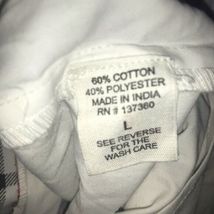 60% COTTON
40% POLYESTER
MADE IN INDIA
RN # 137360
L
SEE REVERSE
FOR THE
WASH CARE